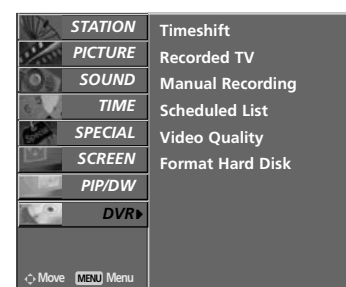 STATION
PICTURE
SOUND
TIME
SPECIAL
SCREEN
PIP/DW
DVR
Move MENU Menu
Timeshift
Recorded TV
Manual Recording
Scheduled List
Video Quality
Format Hard Disk